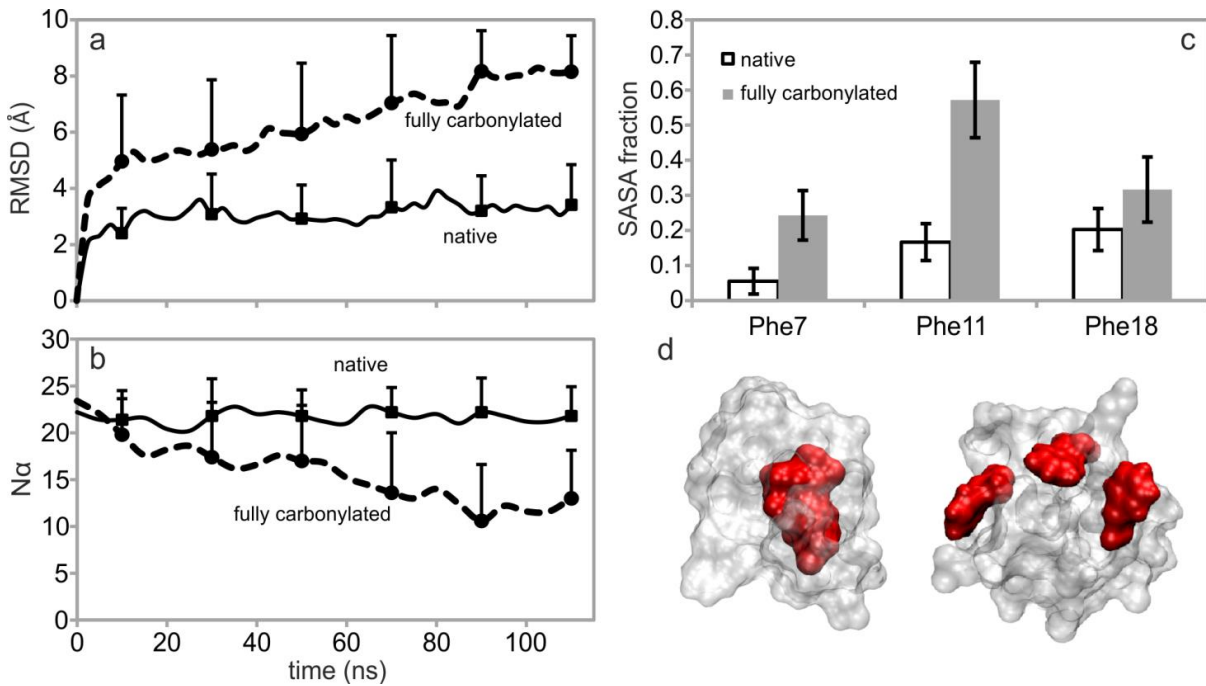 a
10
8
6
4
2
0
RMSD (Å)
fully carbonylated
native
b
30
25
20
15
10
5
0
Nα
native
fully carbonylated
0 20 40 60 80 100
time (ns)
c
0.8
0.7
0.6
0.5
0.4
0.3
0.2
0.1
0
SASA fraction
native
fully carbonylated
Phe7 Phe11 Phe18
d